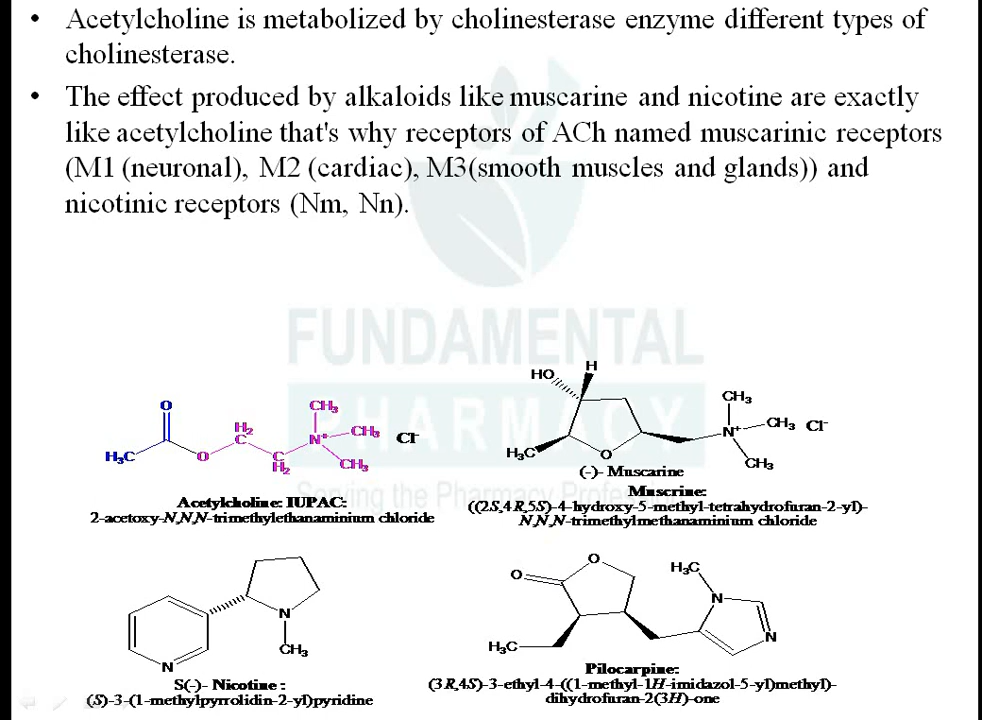 • Acetylcholine is metabolized by cholinesterase enzyme different types of
cholinesterase.
• The effect produced by alkaloids like muscarine and nicotine are exactly
like acetylcholine that's why receptors of ACh named muscarinic receptors
(M1 (neuronal), M2 (cardiac), M3(smooth muscles and glands)) and
nicotinic receptors (Nm, Nn).
FUNDAMENTAL
PHARMACY
Serving the Pharmacy Profession
O
H₃C
O
H₂
C
C
H₂
CH₃
N⁺
CH₃
CH₃
Cl⁻
Acetylcholine: IUPAC:
2-acetoxy-N,N,N-trimethylethanaminium chloride
HO
H
H₃C
O
CH₃
N⁺
CH₃
CH₃
Cl⁻
(-)- Muscarine
Muscrine:
((2S,4R,5S)-4-hydroxy-5-methyl-tetrahydrofuran-2-yl)-
N,N,N-trimethylmethanaminium chloride
N
N
CH₃
S(-)- Nicotine :
(S)-3-(1-methylpyrrolidin-2-yl)pyridine
O
O
H₃C
H₃C
N
N
Pilocarpine:
(3R,4S)-3-ethyl-4-((1-methyl-1H-imidazol-5-yl)methyl)-
dihydrofuran-2(3H)-one